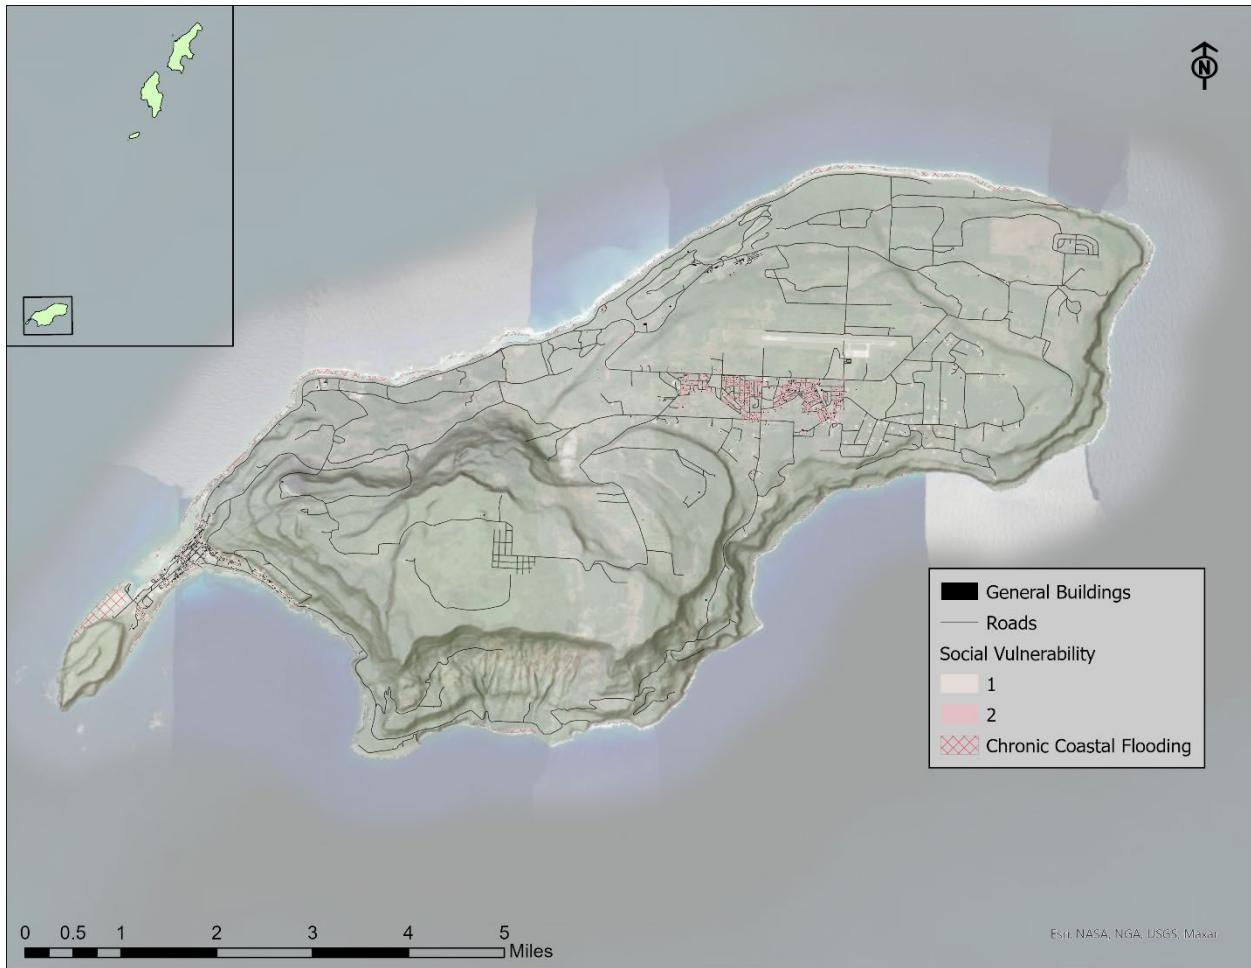 N
General Buildings
Roads
Social Vulnerability
1
2
Chronic Coastal Flooding
0 0.5 1 2 3 4 5
Miles
Esri, NASA, NGA, USGS, Maxar